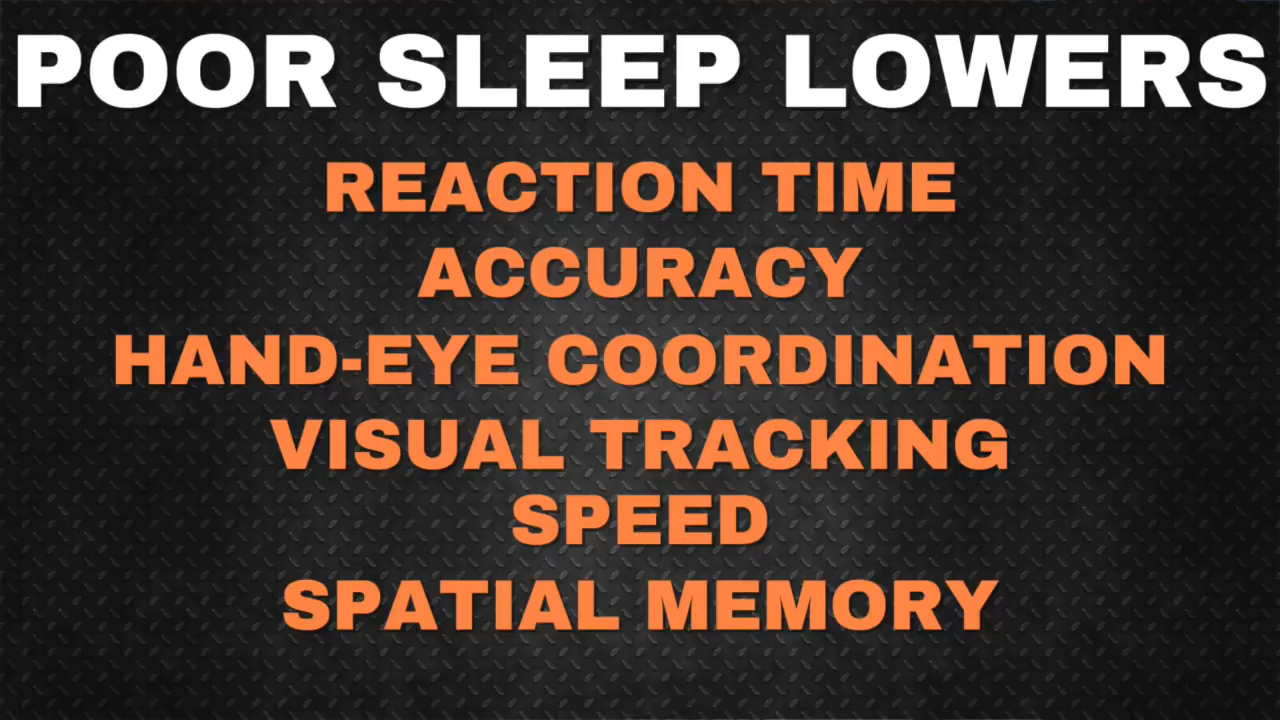 POOR SLEEP LOWERS
REACTION TIME
ACCURACY
HAND-EYE COORDINATION
VISUAL TRACKING
SPEED
SPATIAL MEMORY